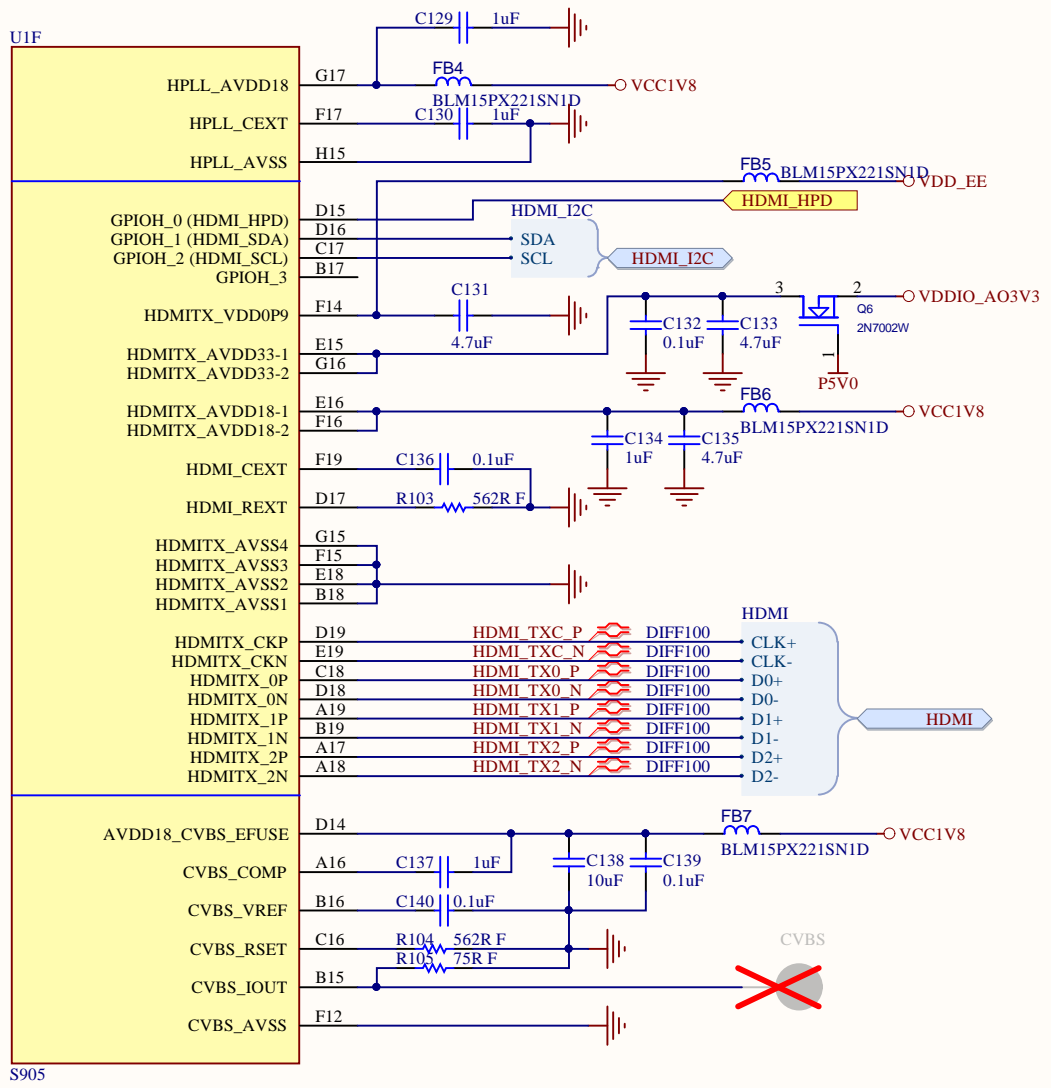 C129 1uF
U1F
HPLL_AVDD18 G17 FB4 VCC1V8
BLM15PX221SN1D
HPLL_CEXT F17 C130 1uF
HPLL_AVSS H15
FB5 BLM15PX221SN1D VDD_EE
GPIOH_0 (HDMI_HPD) D15 HDMI_HPD
HDMI_I2C
GPIOH_1 (HDMI_SDA) D16 SDA
GPIOH_2 (HDMI_SCL) C17 SCL HDMI_I2C
GPIOH_3 B17
C131
3 2 VDDIO_AO3V3
Q6
2N7002W
HDMITX_VDD0P9 F14
4.7uF
C132 C133
0.1uF 4.7uF
HDMITX_AVDD33-1 E15
1
HDMITX_AVDD33-2 G16
P5V0
FB6
HDMITX_AVDD18-1 E16 VCC1V8
HDMITX_AVDD18-2 F16 BLM15PX221SN1D
C134 C135
1uF 4.7uF
HDMI_CEXT F19 C136 0.1uF
HDMI_REXT D17 R103 562R F
HDMITX_AVSS4 G15
HDMITX_AVSS3 F15
HDMITX_AVSS2 E18
HDMITX_AVSS1 B18
HDMI
HDMITX_CKP D19 HDMI_TXC_P DIFF100 CLK+
HDMITX_CKN E19 HDMI_TXC_N DIFF100 CLK-
HDMITX_0P C18 HDMI_TX0_P DIFF100 D0+
HDMITX_0N D18 HDMI_TX0_N DIFF100 D0-
HDMITX_1P A19 HDMI_TX1_P DIFF100 D1+ HDMI
HDMITX_1N B19 HDMI_TX1_N DIFF100 D1-
HDMITX_2P A17 HDMI_TX2_P DIFF100 D2+
HDMITX_2N A18 HDMI_TX2_N DIFF100 D2-
AVDD18_CVBS_EFUSE D14 FB7 VCC1V8
BLM15PX221SN1D
CVBS_COMP A16 C137 1uF C138 C139
10uF 0.1uF
CVBS_VREF B16 C140 0.1uF
CVBS_RSET C16 R104 562R F CVBS
R105 75R F
CVBS_IOUT B15
CVBS_AVSS F12
S905